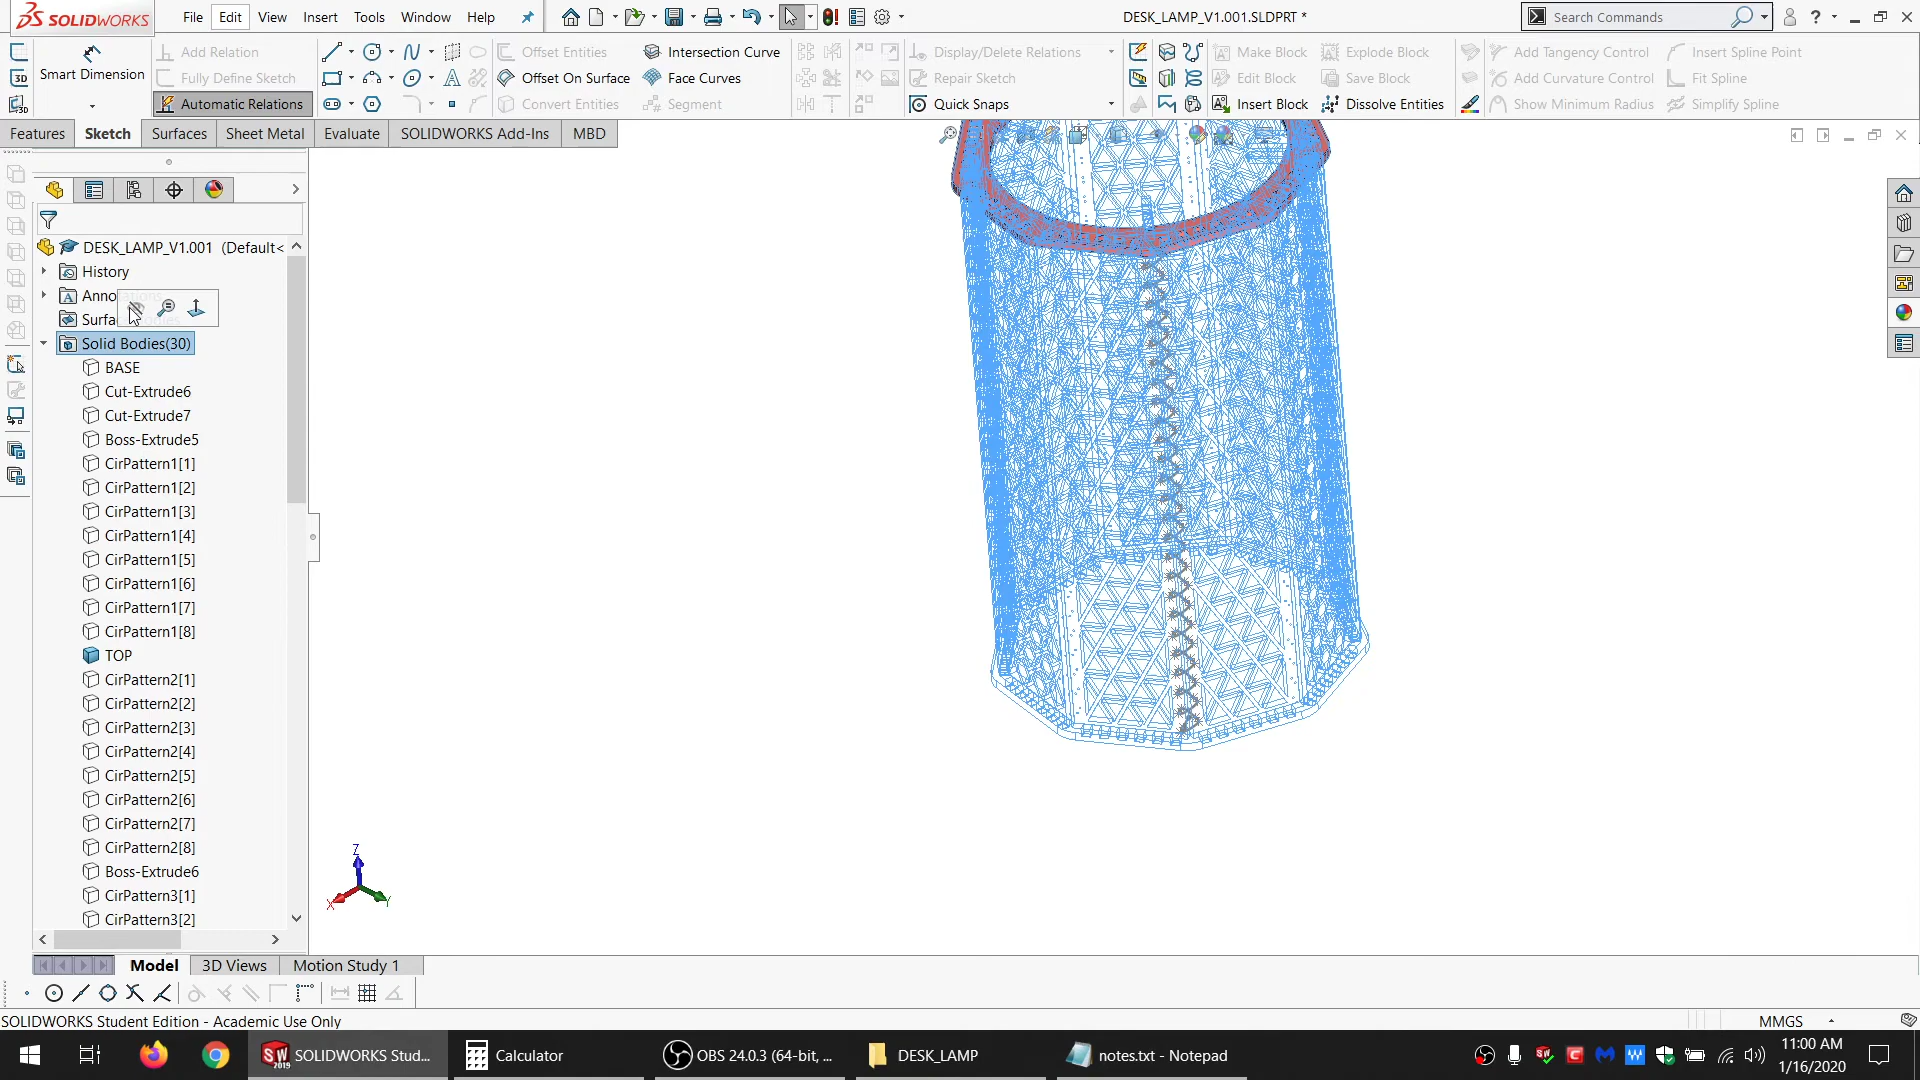 SOLIDWORKS
File Edit View Insert Tools Window Help
DESK_LAMP_V1.001.SLDPRT *
Search Commands
Smart Dimension
Add Relation
Fully Define Sketch
Automatic Relations
Offset Entities
Offset On Surface
Convert Entities
Intersection Curve
Face Curves
Segment
Display/Delete Relations
Repair Sketch
Quick Snaps
Make Block
Edit Block
Insert Block
Explode Block
Save Block
Dissolve Entities
Add Tangency Control
Add Curvature Control
Show Minimum Radius
Insert Spline Point
Fit Spline
Simplify Spline
Features Sketch Surfaces Sheet Metal Evaluate SOLIDWORKS Add-Ins MBD
DESK_LAMP_V1.001 (Default<
History
Solid Bodies(30)
BASE
Cut-Extrude6
Cut-Extrude7
Boss-Extrude5
CirPattern1[1]
CirPattern1[2]
CirPattern1[3]
CirPattern1[4]
CirPattern1[5]
CirPattern1[6]
CirPattern1[7]
CirPattern1[8]
TOP
CirPattern2[1]
CirPattern2[2]
CirPattern2[3]
CirPattern2[4]
CirPattern2[5]
CirPattern2[6]
CirPattern2[7]
CirPattern2[8]
Boss-Extrude6
CirPattern3[1]
CirPattern3[2]
Z
X
Y
Model 3D Views Motion Study 1
SOLIDWORKS Student Edition - Academic Use Only
MMGS
SOLIDWORKS Stud...
Calculator
OBS 24.0.3 (64-bit, ...
DESK_LAMP
notes.txt - Notepad
11:00 AM
1/16/2020